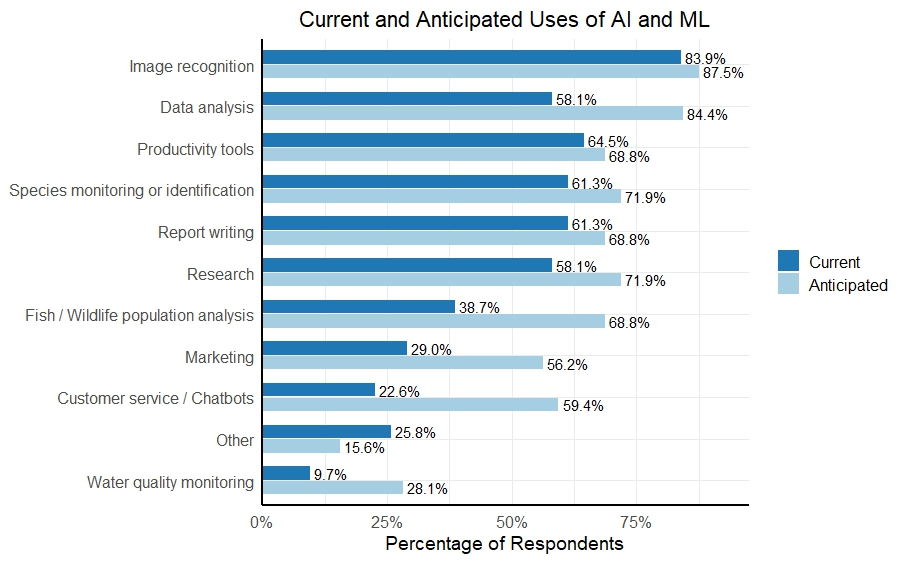 Current and Anticipated Uses of AI and ML
Image recognition
83.9%
87.5%
Data analysis
58.1%
84.4%
Productivity tools
64.5%
68.8%
Species monitoring or identification
61.3%
71.9%
Report writing
61.3%
68.8%
Research
58.1%
71.9%
Fish / Wildlife population analysis
38.7%
68.8%
Marketing
29.0%
56.2%
Customer service / Chatbots
22.6%
59.4%
Other
25.8%
15.6%
Water quality monitoring
9.7%
28.1%
0% 25% 50% 75%
Percentage of Respondents
Current
Anticipated